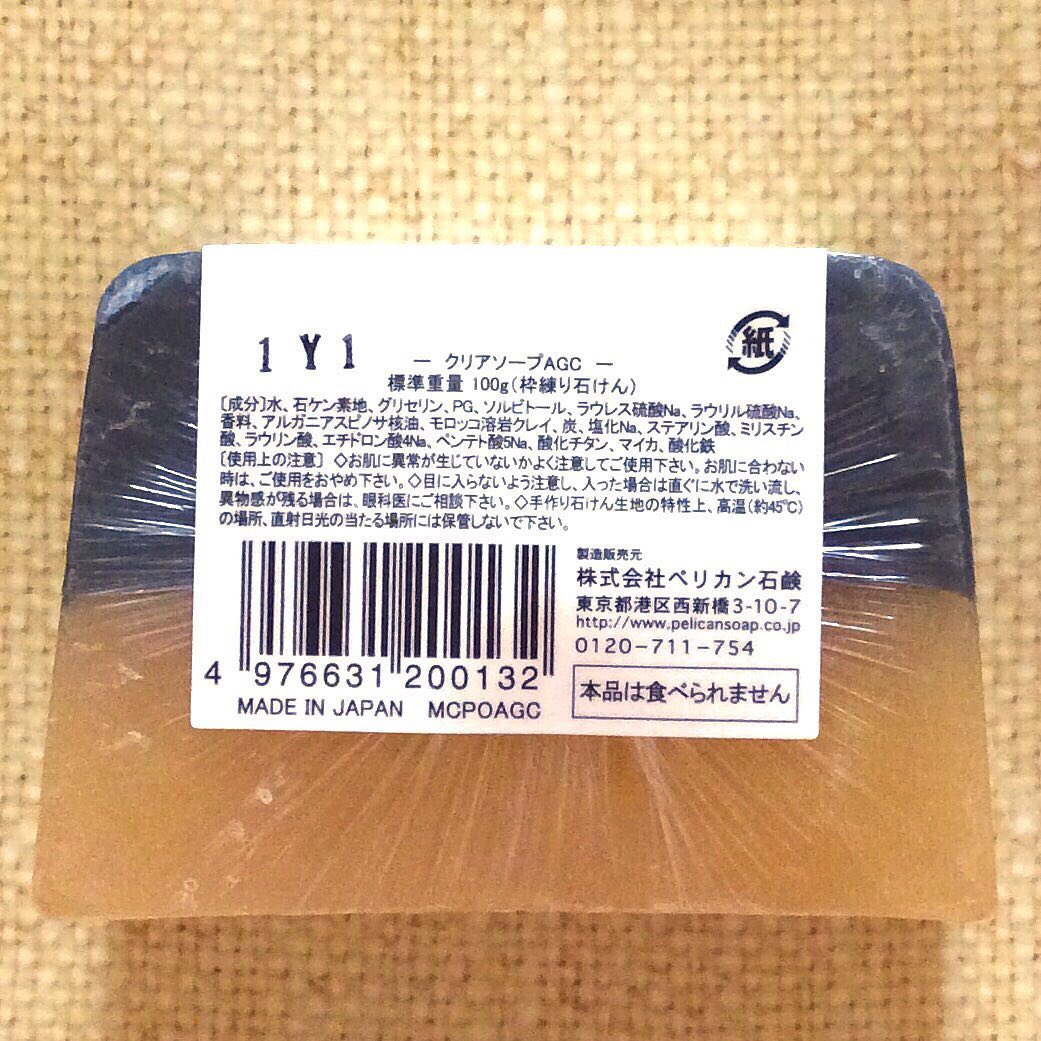 1 Y 1
紙
― クリアソープAGC ―
標準重量 100g(枠練り石けん)
[成分]水、石ケン素地、グリセリン、PG、ソルビトール、ラウレス硫酸Na、ラウリル硫酸Na、
香料、アルガニアスピノサ核油、モロッコ溶岩クレイ、炭、塩化Na、ステアリン酸、ミリスチン
酸、ラウリン酸、エチドロン酸4Na、ペンテト酸5Na、酸化チタン、マイカ、酸化鉄
[使用上の注意] ◇お肌に異常が生じていないかよく注意してご使用下さい。お肌に合わない
時は、ご使用をおやめ下さい。◇目に入らないよう注意し、入った場合は直ぐに水で洗い流し、
異物感が残る場合は、眼科医にご相談下さい。◇手作り石けん生地の特性上、高温(約45℃)
の場所、直射日光の当たる場所には保管しないで下さい。
4 976631 200132
MADE IN JAPAN MCPOAGC
製造販売元
株式会社ペリカン石鹸
東京都港区西新橋3-10-7
http://www.pelicansoap.co.jp
0120-711-754
本品は食べられません